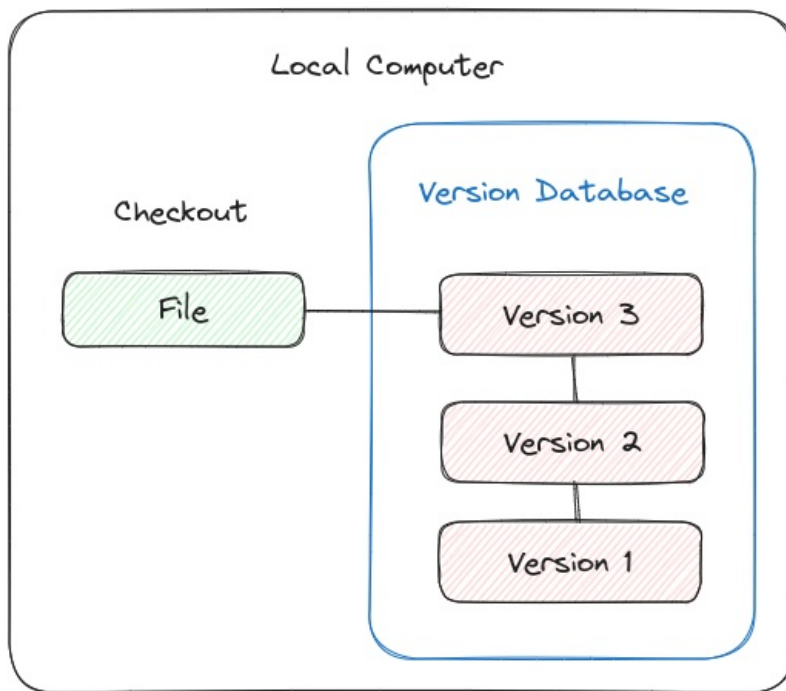 Local Computer
Checkout
Version Database
File
Version 3
Version 2
Version 1